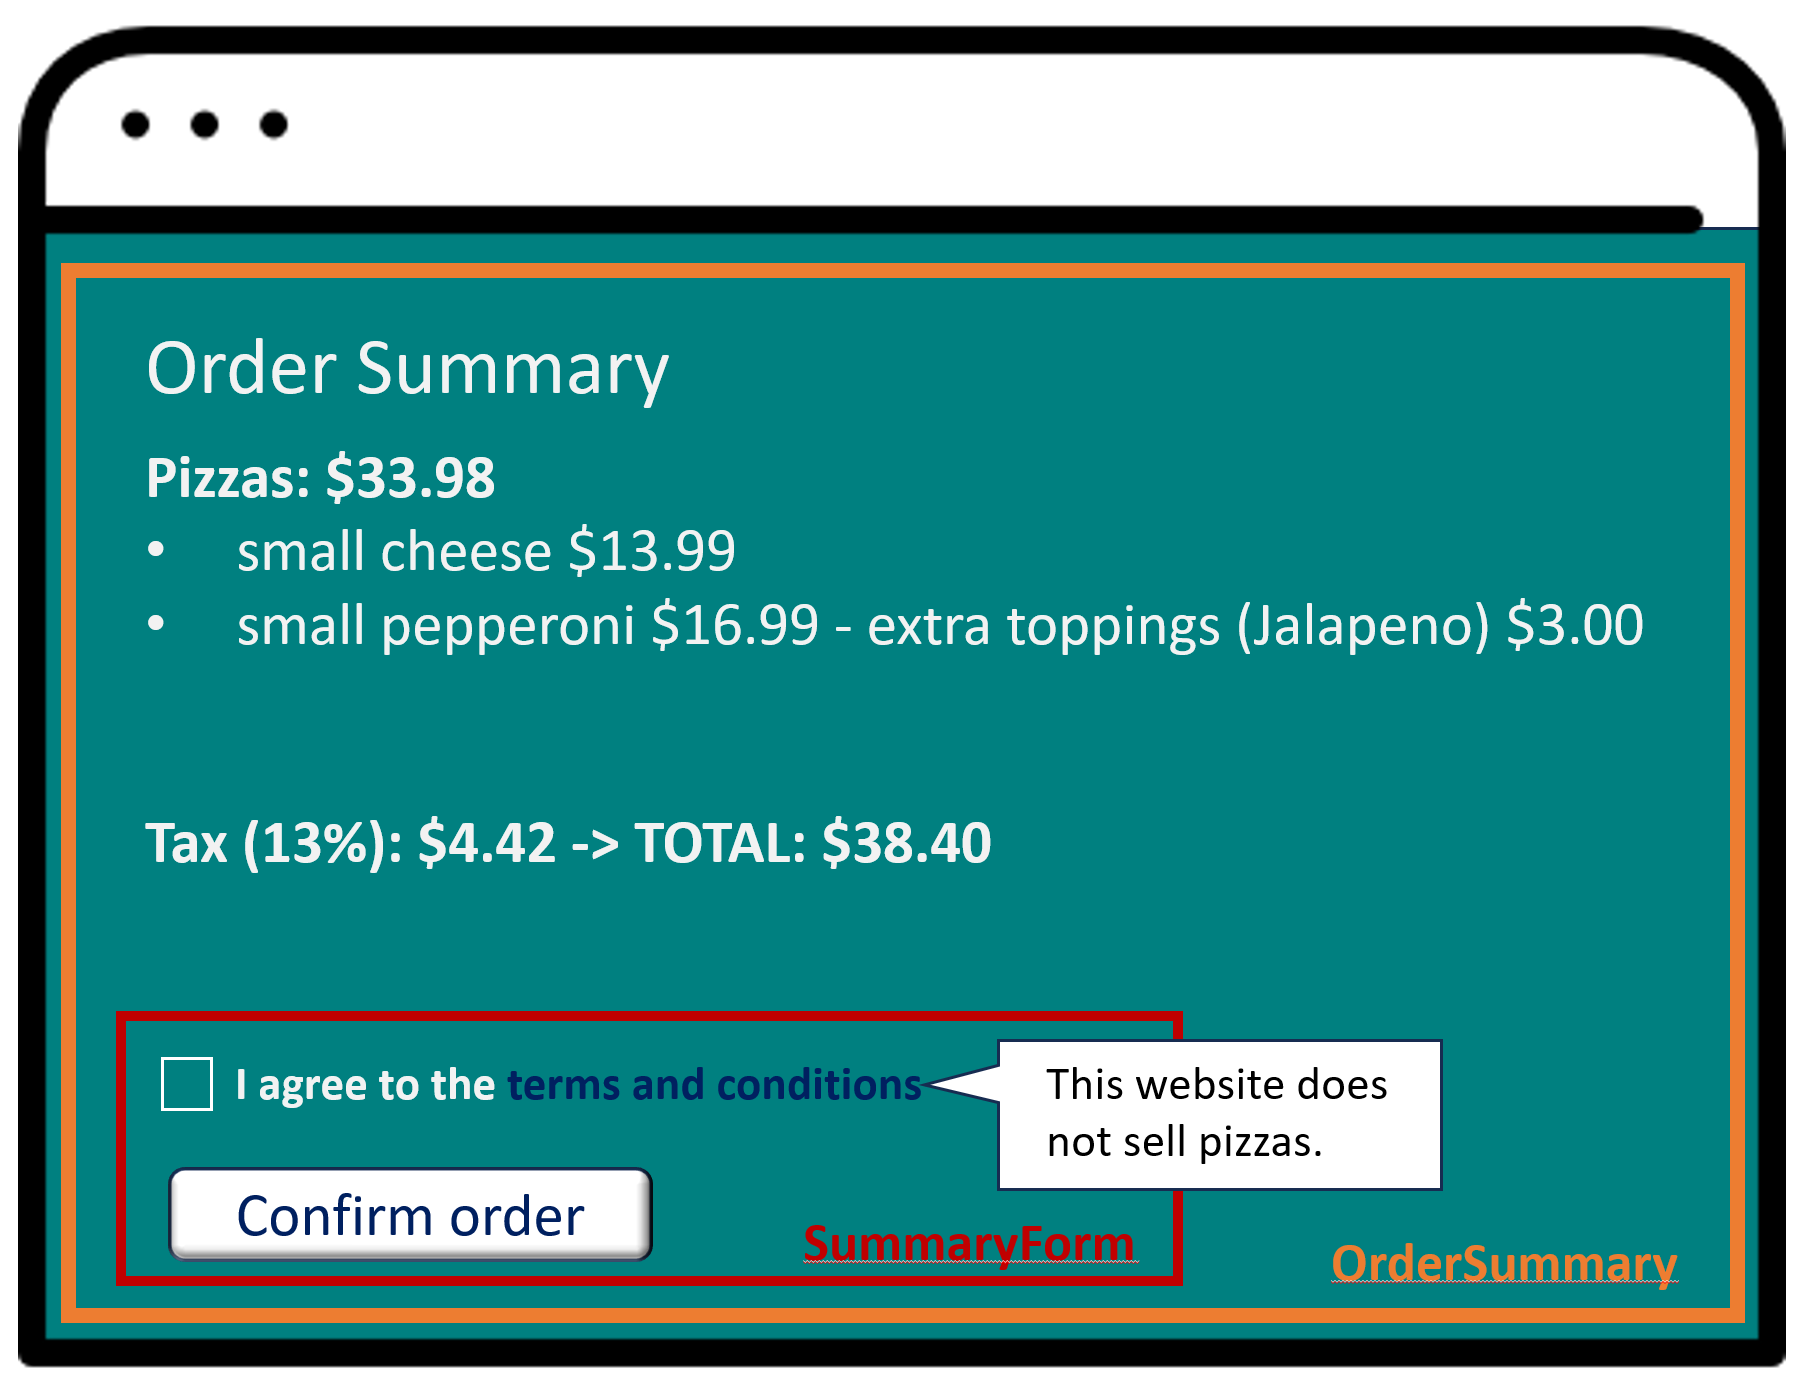 Order Summary
Pizzas: $33.98
• small cheese $13.99
• small pepperoni $16.99 - extra toppings (Jalapeno) $3.00
Tax (13%): $4.42 -> TOTAL: $38.40
I agree to the terms and conditions
This website does
not sell pizzas.
Confirm order
SummaryForm
OrderSummary